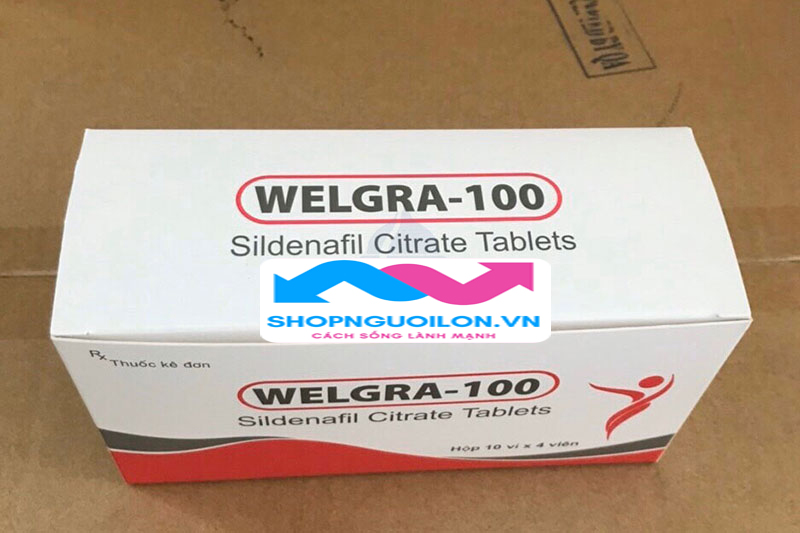 WELGRA-100
Sildenafil Citrate Tablets
SHOPNGUOILON.VN
CÁCH SỐNG LÀNH MẠNH
Rx Thuốc kê đơn
WELGRA-100
Sildenafil Citrate Tablets
Hộp 10 vỉ x 4 viên